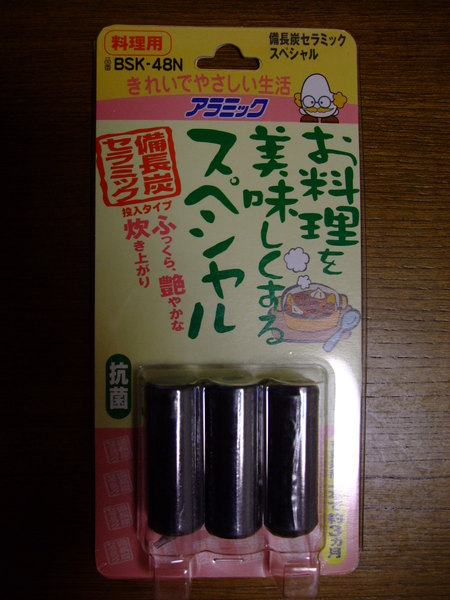 料理用
品番 BSK-48N
備長炭セラミック
スペシャル
きれいでやさしい生活
アラミック
お料理を
美味しくする
スペシャル
備長炭
セラミック
投入タイプ
ふっくら、艶やかな
炊き上がり
抗菌
約3ヵ月